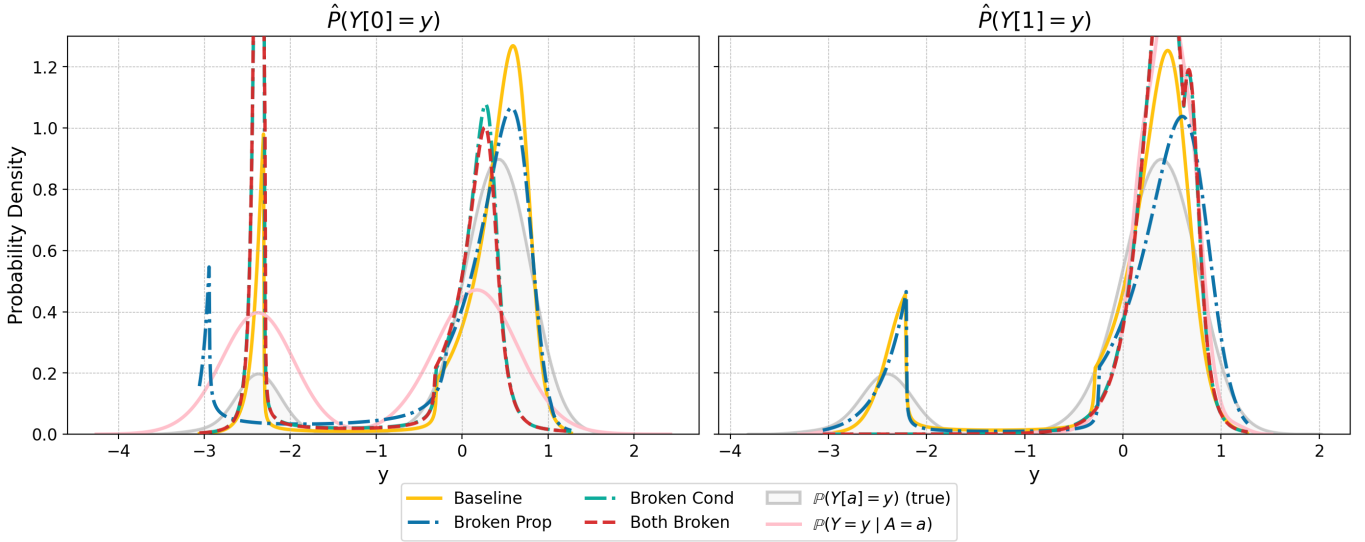 P̂(Y[0] = y)
P̂(Y[1] = y)
Probability Density
1.2
1.0
0.8
0.6
0.4
0.2
0.0
−4 −3 −2 −1 0 1 2
−4 −3 −2 −1 0 1 2
y
y
Baseline
Broken Prop
Broken Cond
Both Broken
ℙ(Y[a] = y) (true)
ℙ(Y = y | A = a)